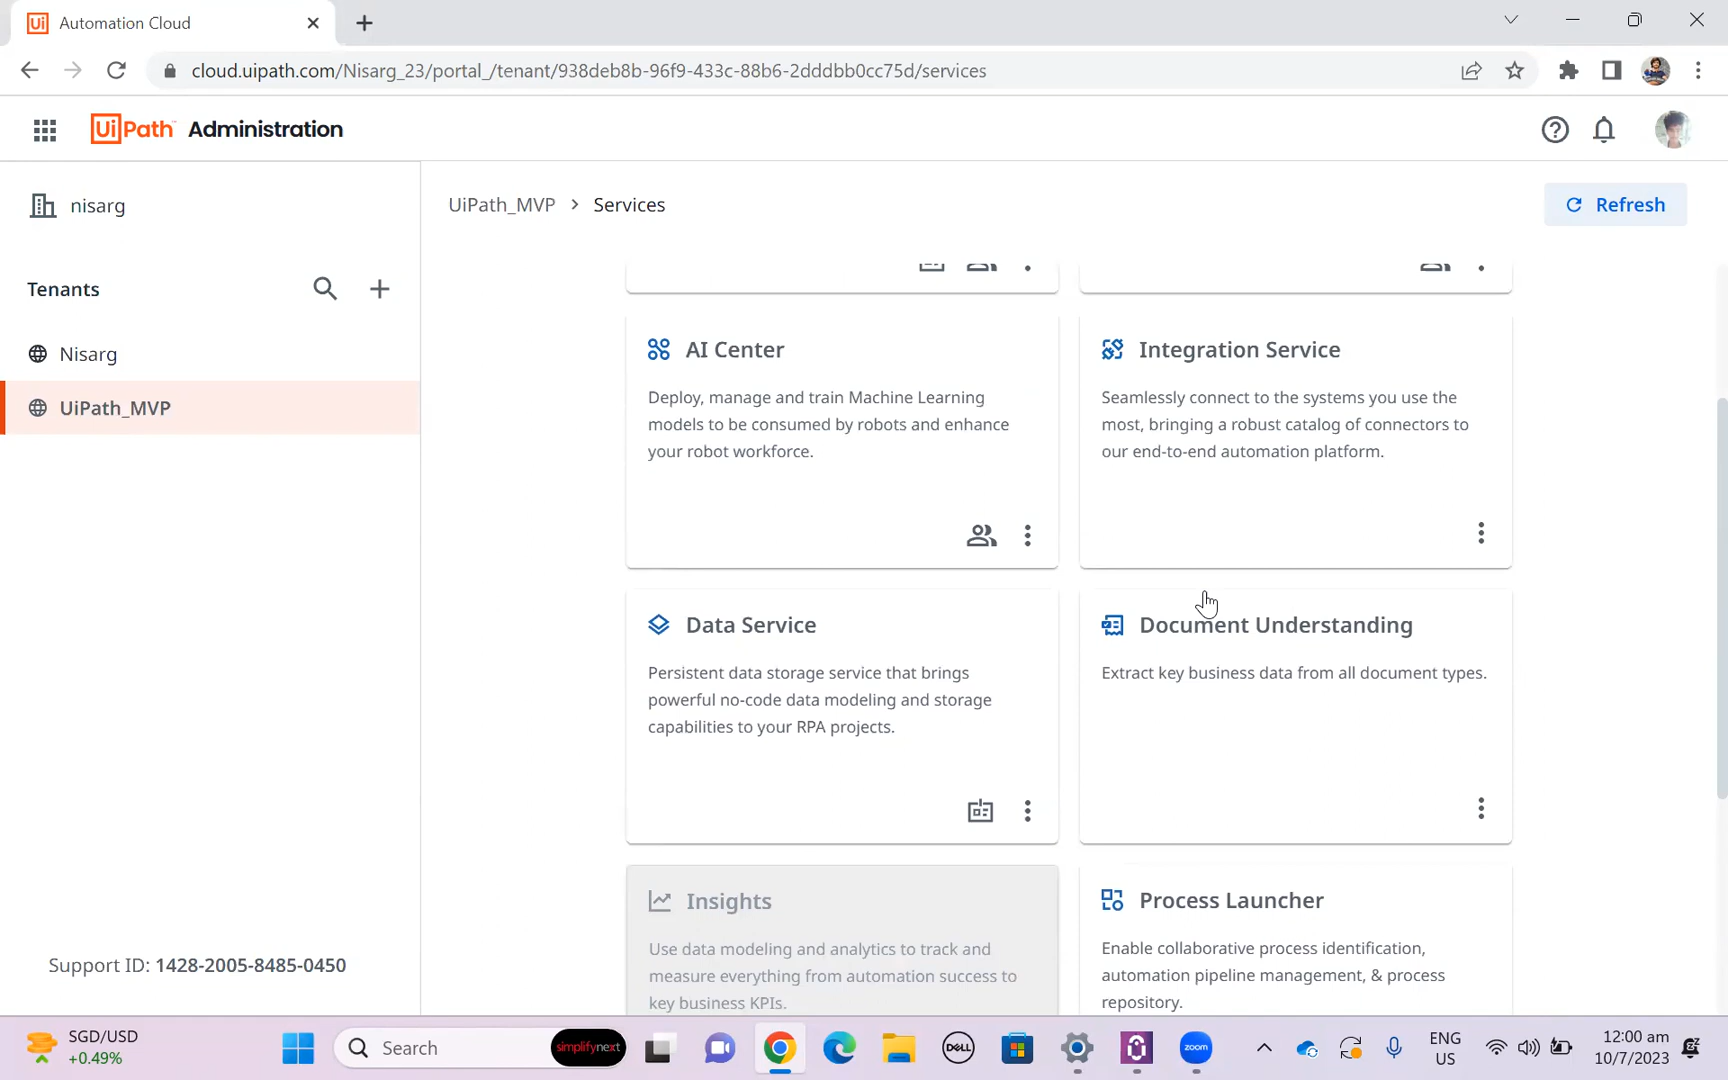 Automation Cloud
cloud.uipath.com/Nisarg_23/portal_/tenant/938deb8b-96f9-433c-88b6-2dddbb0cc75d/services
UiPath Administration
nisarg
UiPath_MVP > Services
Refresh
Tenants
Nisarg
UiPath_MVP
AI Center
Deploy, manage and train Machine Learning
models to be consumed by robots and enhance
your robot workforce.
Integration Service
Seamlessly connect to the systems you use the
most, bringing a robust catalog of connectors to
our end-to-end automation platform.
Data Service
Persistent data storage service that brings
powerful no-code data modeling and storage
capabilities to your RPA projects.
Document Understanding
Extract key business data from all document types.
Insights
Use data modeling and analytics to track and
measure everything from automation success to
key business KPIs.
Process Launcher
Enable collaborative process identification,
automation pipeline management, & process
repository.
Support ID: 1428-2005-8485-0450
SGD/USD
+0.49%
Search
simplifynext
DELL
zoom
ENG
US
12:00 am
10/7/2023